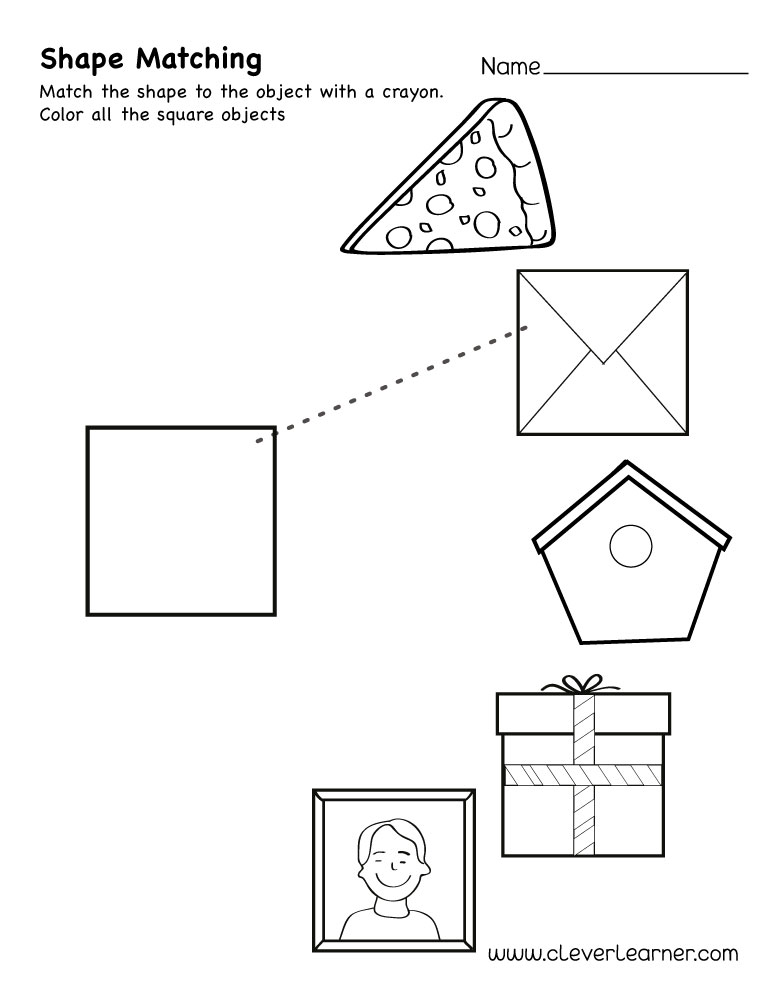 Shape Matching
Name
Match the shape to the object with a crayon.
Color all the square objects
www.cleverlearner.com